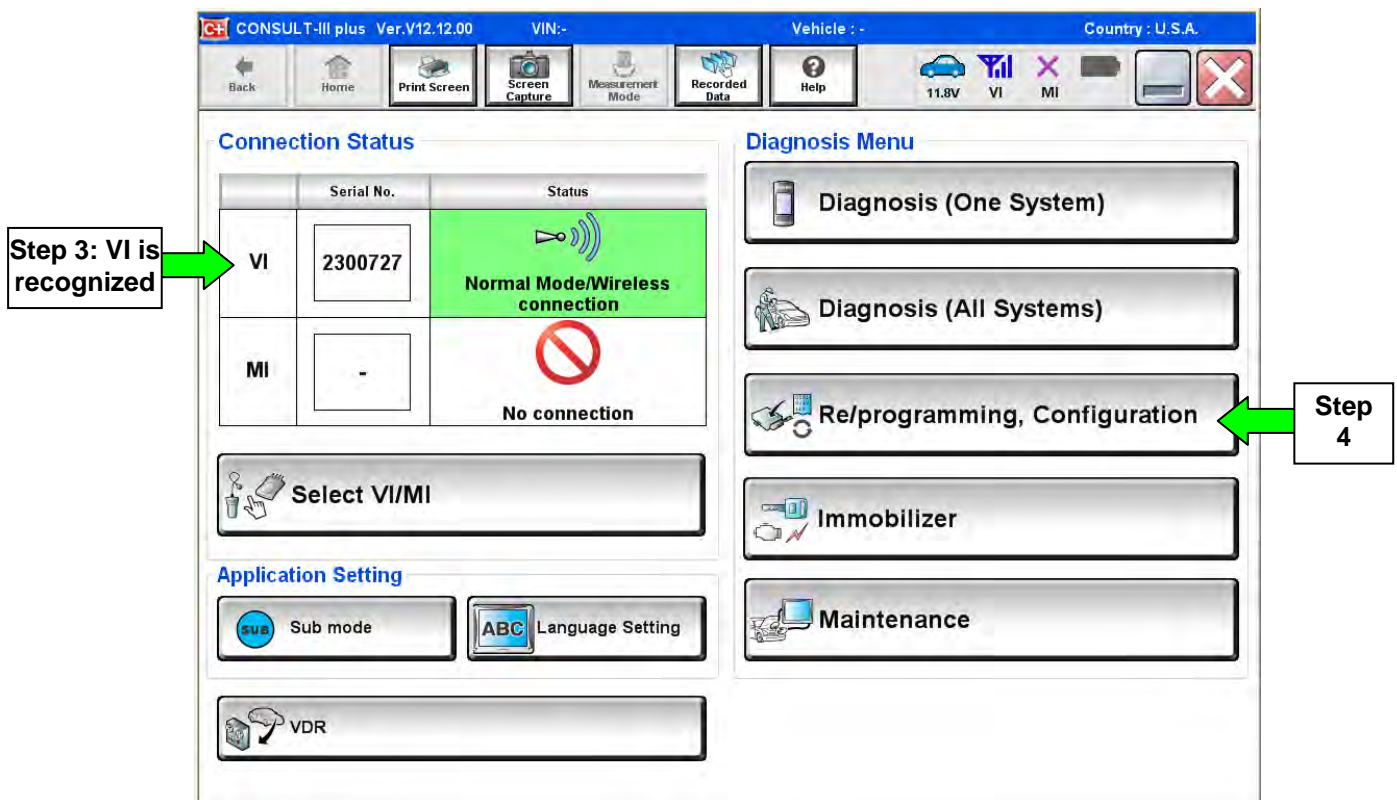 C+ CONSULT-III plus Ver.V12.12.00 VIN:- Vehicle : - Country : U.S.A.
Back
Home
Print Screen
Screen
Capture
Measurement
Mode
Recorded
Data
Help
11.8V
VI
MI
Connection Status
Serial No.
Status
Step 3: VI is
recognized
VI
2300727
Normal Mode/Wireless
connection
MI
-
No connection
Select VI/MI
Application Setting
SUB
Sub mode
ABC
Language Setting
VDR
Diagnosis Menu
Diagnosis (One System)
Diagnosis (All Systems)
Re/programming, Configuration
Step
4
Immobilizer
Maintenance